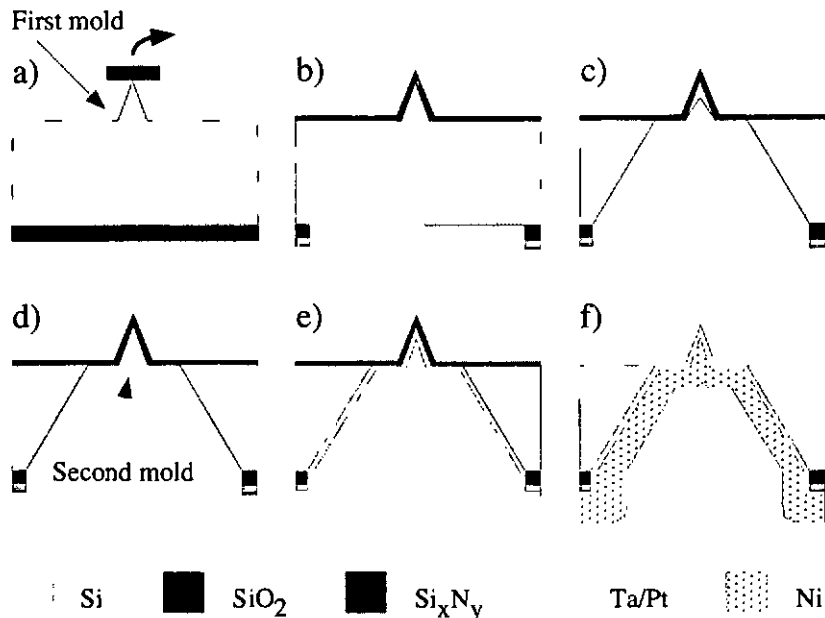 First mold
a)
b)
c)
d)
e)
f)
Second mold
Si
SiO2
SixNy
Ta/Pt
Ni